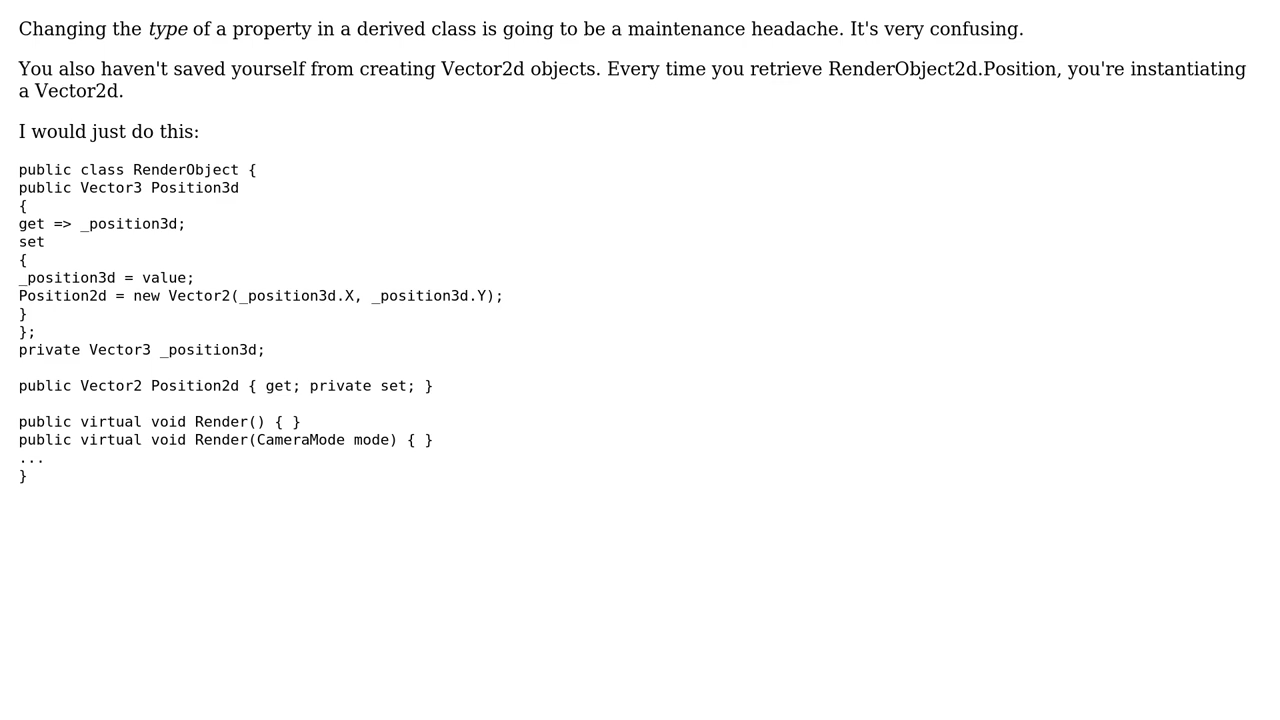 Changing the type of a property in a derived class is going to be a maintenance headache. It's very confusing.
You also haven't saved yourself from creating Vector2d objects. Every time you retrieve RenderObject2d.Position, you're instantiating
a Vector2d.
I would just do this:
public class RenderObject {
public Vector3 Position3d
{
get => _position3d;
set
{
_position3d = value;
Position2d = new Vector2(_position3d.X, _position3d.Y);
}
};
private Vector3 _position3d;
public Vector2 Position2d { get; private set; }
public virtual void Render() { }
public virtual void Render(CameraMode mode) { }
...
}